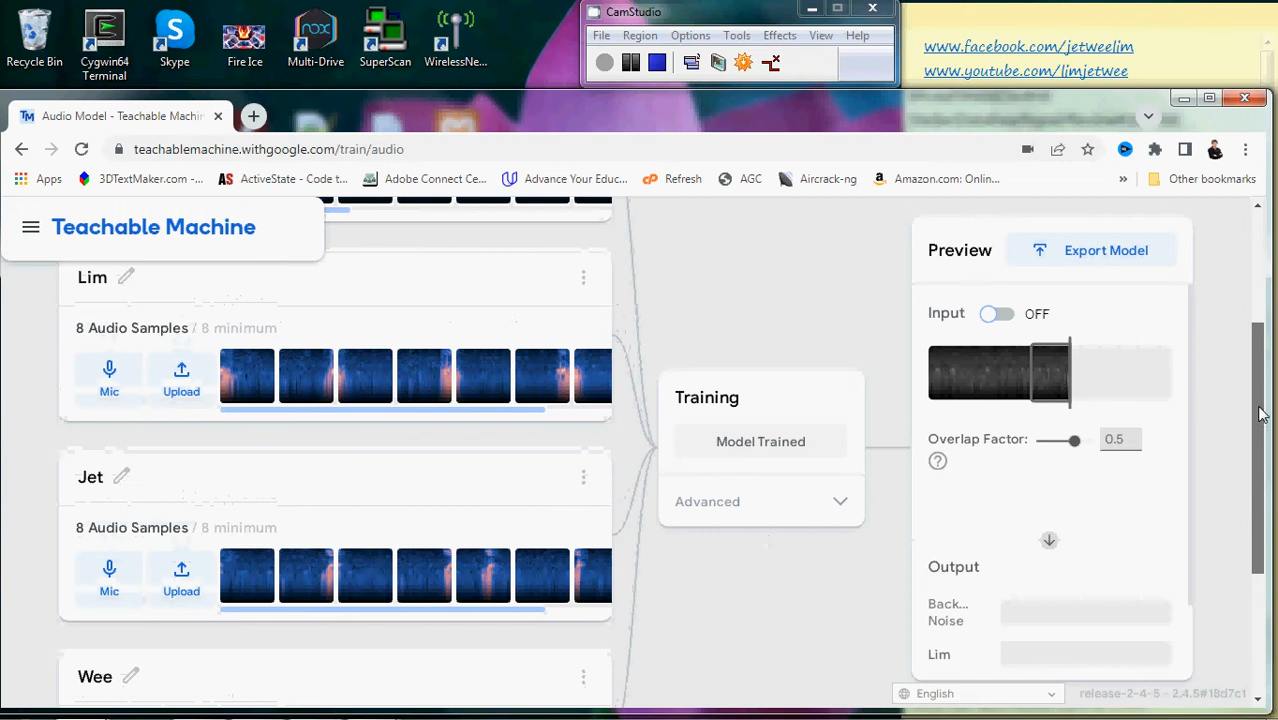 CamStudio
File Region Options Tools Effects View Help
www.facebook.com/jetweelim
www.youtube.com/limjetwee
Recycle Bin
Cygwin64 Terminal
Skype
Fire Ice
Multi-Drive
SuperScan
WirelessNe...
Audio Model - Teachable Machin
teachablemachine.withgoogle.com/train/audio
Apps
3DTextMaker.com -...
ActiveState - Code t...
Adobe Connect Ce...
Advance Your Educ...
Refresh
AGC
Aircrack-ng
Amazon.com: Onlin...
»
Other bookmarks
Teachable Machine
Lim
8 Audio Samples / 8 minimum
Mic
Upload
Jet
8 Audio Samples / 8 minimum
Mic
Upload
Wee
Training
Model Trained
Advanced
Preview
Export Model
Input OFF
Overlap Factor: 0.5
?
Output
Back...
Noise
Lim
English
release-2-4-5 - 2.4.5#18d7c1